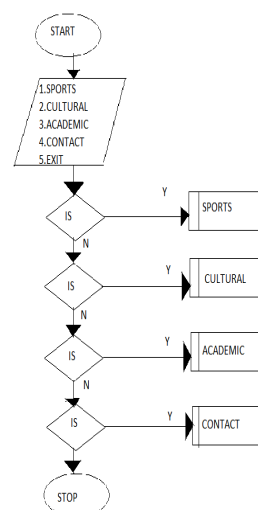 START
1.SPORTS
2.CULTURAL
3.ACADEMIC
4.CONTACT
5.EXIT
IS
Y
SPORTS
N
IS
Y
CULTURAL
N
IS
Y
ACADEMIC
N
IS
Y
CONTACT
STOP